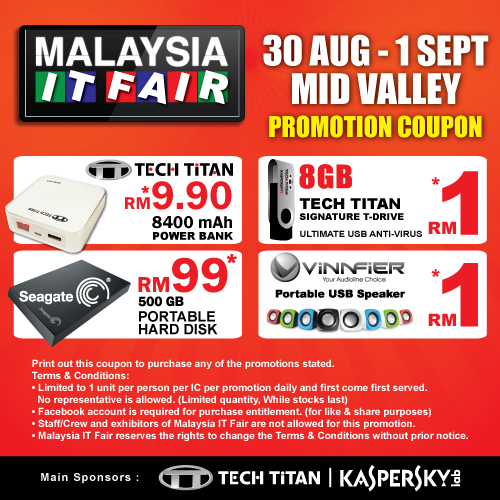 MALAYSIA
IT FAIR
30 AUG - 1 SEPT
MID VALLEY
PROMOTION COUPON
TECH TiTAN
RM*9.90
8400 mAh
POWER BANK
TECH TiTAN
8GB
TECH TITAN
SIGNATURE T-DRIVE
ULTIMATE USB ANTI-VIRUS
*RM1
TECH TITAN
Seagate
RM99*
500 GB
PORTABLE
HARD DISK
ViNNFiER
Your Audioline Choice
Portable USB Speaker
*RM1
Print out this coupon to purchase any of the promotions stated.
Terms & Conditions:
• Limited to 1 unit per person per IC per promotion daily and first come first served.
No representative is allowed. (Limited quantity, While stocks last)
• Facebook account is required for purchase entitlement. (for like & share purposes)
• Staff/Crew and exhibitors of Malaysia IT Fair are not allowed for this promotion.
• Malaysia IT Fair reserves the rights to change the Terms & Conditions without prior notice.
Main Sponsors : TECH TiTAN | KASPERSKY lab